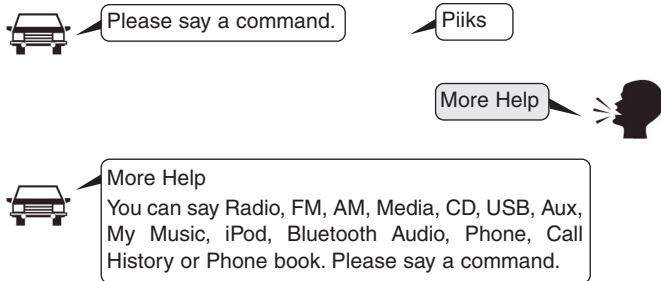 Please say a command.
Piiks
More Help
More Help
You can say Radio, FM, AM, Media, CD, USB, Aux,
My Music, iPod, Bluetooth Audio, Phone, Call
History or Phone book. Please say a command.